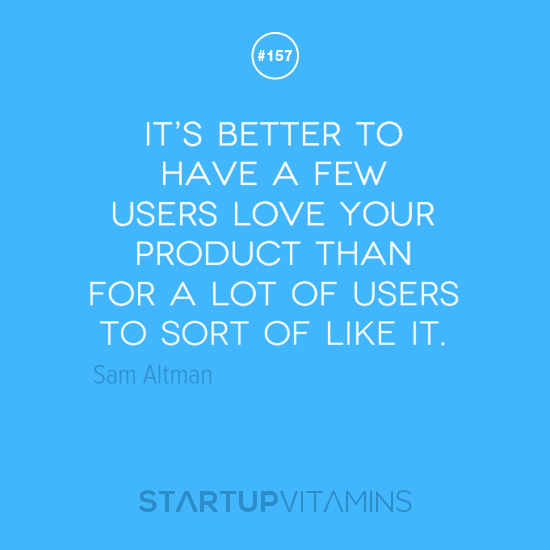 #157
IT'S BETTER TO
HAVE A FEW
USERS LOVE YOUR
PRODUCT THAN
FOR A LOT OF USERS
TO SORT OF LIKE IT.
Sam Altman
STARTUPVITAMINS